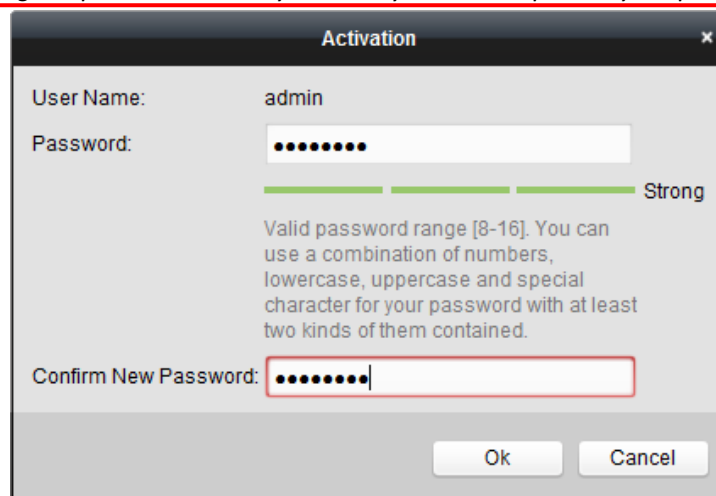 Activation ×
User Name: admin
Password: ••••••••
Strong
Valid password range [8-16]. You can
use a combination of numbers,
lowercase, uppercase and special
character for your password with at least
two kinds of them contained.
Confirm New Password: ••••••••
Ok Cancel